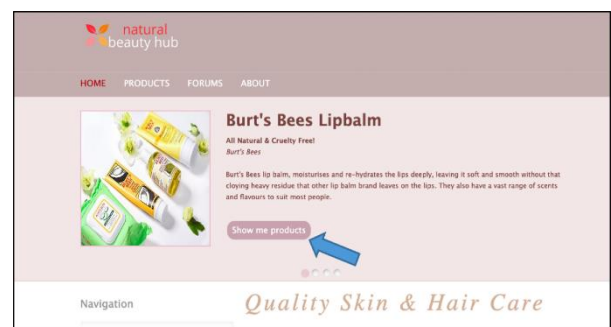 natural
beauty hub
HOME PRODUCTS FORUMS ABOUT
Burt's Bees Lipbalm
All Natural & Cruelty Free!
Burt's Bees
Burt's Bees lip balm, moisturises and re-hydrates the lips deeply, leaving it soft and smooth without that
cloying heavy residue that other lip balm brand leaves on the lips. They also have a vast range of scents
and flavours to suit most people.
Show me products
Navigation
Quality Skin & Hair Care